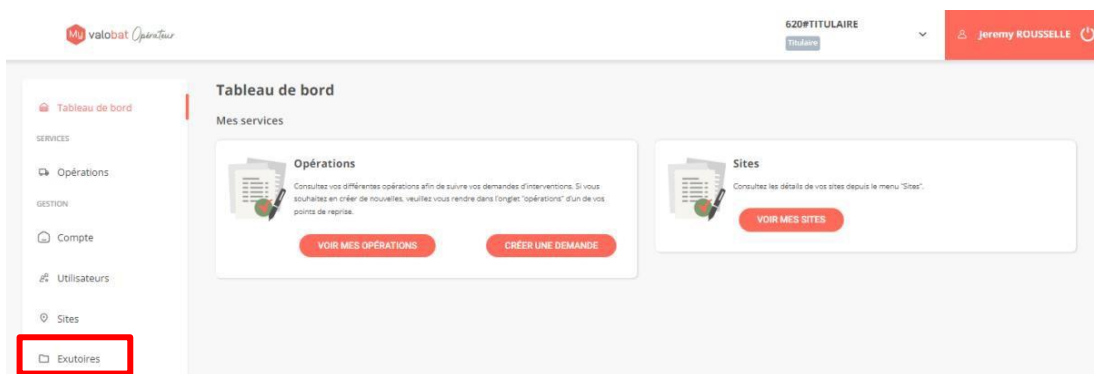 My valobat Opérateur
620#TITULAIRE
Titulaire
Jeremy ROUSSELLE
Tableau de bord
SERVICES
Opérations
GESTION
Compte
Utilisateurs
Sites
Exutoires
Tableau de bord
Mes services
Opérations
Consultez vos différentes opérations afin de suivre vos demandes d'interventions. Si vous
souhaitez en créer de nouvelles, veuillez vous rendre dans l'onglet "opérations" d'un de vos
points de reprise.
VOIR MES OPÉRATIONS
CRÉER UNE DEMANDE
Sites
Consultez les détails de vos sites depuis le menu "Sites".
VOIR MES SITES